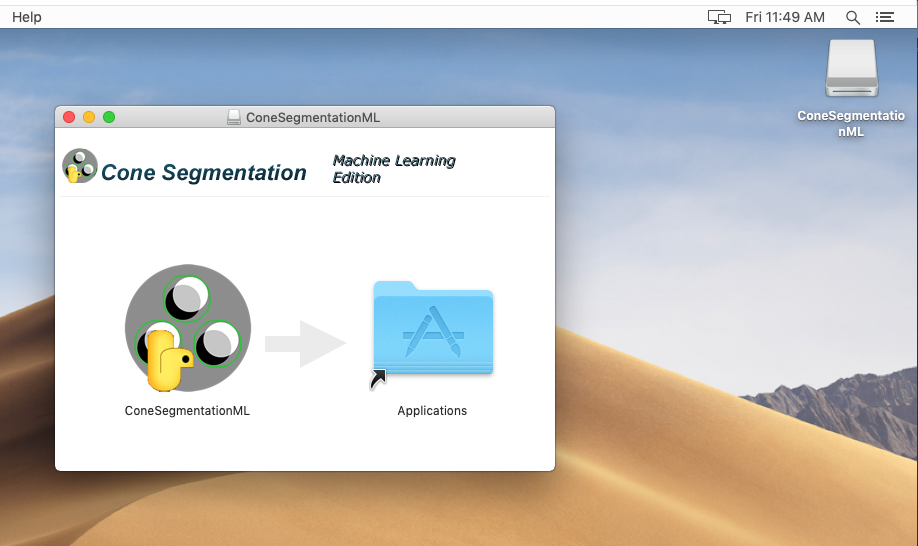 Help
Fri 11:49 AM
ConeSegmentatio
nML
ConeSegmentationML
Cone Segmentation
Machine Learning
Edition
ConeSegmentationML
Applications